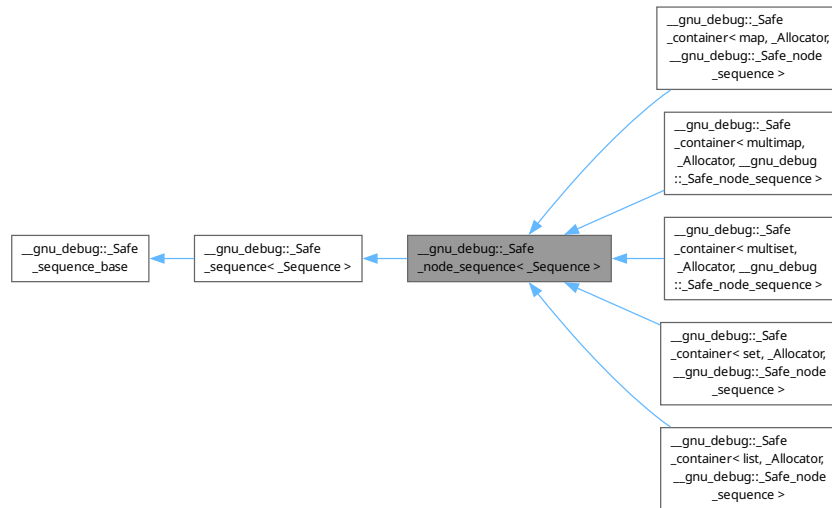 __gnu_debug::_Safe
_sequence_base
__gnu_debug::_Safe
_sequence< _Sequence >
__gnu_debug::_Safe
_node_sequence< _Sequence >
__gnu_debug::_Safe
_container< map, _Allocator,
__gnu_debug::_Safe_node
_sequence >
__gnu_debug::_Safe
_container< multimap,
_Allocator, __gnu_debug
::_Safe_node_sequence >
__gnu_debug::_Safe
_container< multiset,
_Allocator, __gnu_debug
::_Safe_node_sequence >
__gnu_debug::_Safe
_container< set, _Allocator,
__gnu_debug::_Safe_node
_sequence >
__gnu_debug::_Safe
_container< list, _Allocator,
__gnu_debug::_Safe_node
_sequence >